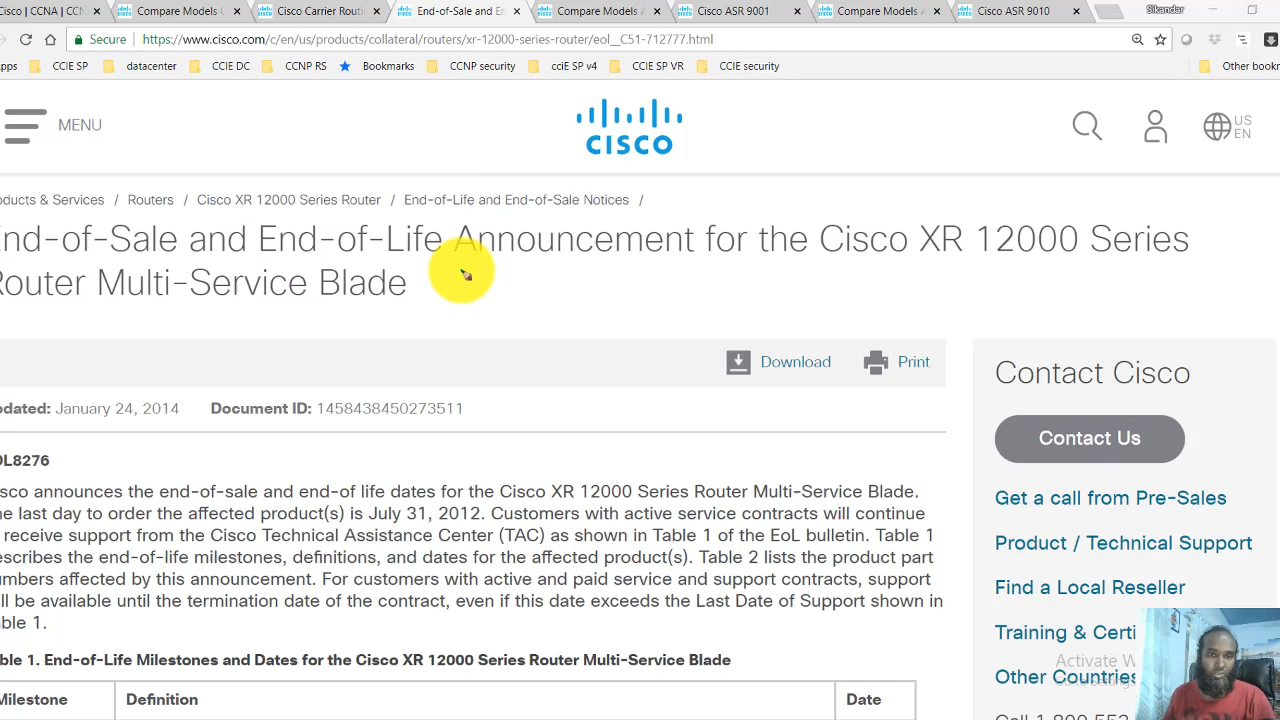 isco | CCNA | CCN
Compare Models
Cisco Carrier Routi
End-of-Sale and En
Compare Models A
Cisco ASR 9001
Compare Models A
Cisco ASR 9010
Sikandar
Secure
https://www.cisco.com/c/en/us/products/collateral/routers/xr-12000-series-router/eol__C51-712777.html
pps
CCIE SP
datacenter
CCIE DC
CCNP RS
Bookmarks
CCNP security
cciE SP v4
CCIE SP VR
CCIE security
Other bookm
MENU
CISCO
US
EN
oducts & Services / Routers / Cisco XR 12000 Series Router / End-of-Life and End-of-Sale Notices /
nd-of-Sale and End-of-Life Announcement for the Cisco XR 12000 Series
outer Multi-Service Blade
Download
Print
Contact Cisco
dated: January 24, 2014
Document ID: 1458438450273511
Contact Us
OL8276
sco announces the end-of-sale and end-of life dates for the Cisco XR 12000 Series Router Multi-Service Blade.
e last day to order the affected product(s) is July 31, 2012. Customers with active service contracts will continue
receive support from the Cisco Technical Assistance Center (TAC) as shown in Table 1 of the EoL bulletin. Table 1
escribes the end-of-life milestones, definitions, and dates for the affected product(s). Table 2 lists the product part
umbers affected by this announcement. For customers with active and paid service and support contracts, support
ll be available until the termination date of the contract, even if this date exceeds the Last Date of Support shown in
ble 1.
Get a call from Pre-Sales
Product / Technical Support
Find a Local Reseller
Training & Certi
Other Countries
Activate W
ble 1. End-of-Life Milestones and Dates for the Cisco XR 12000 Series Router Multi-Service Blade
Milestone
Definition
Date